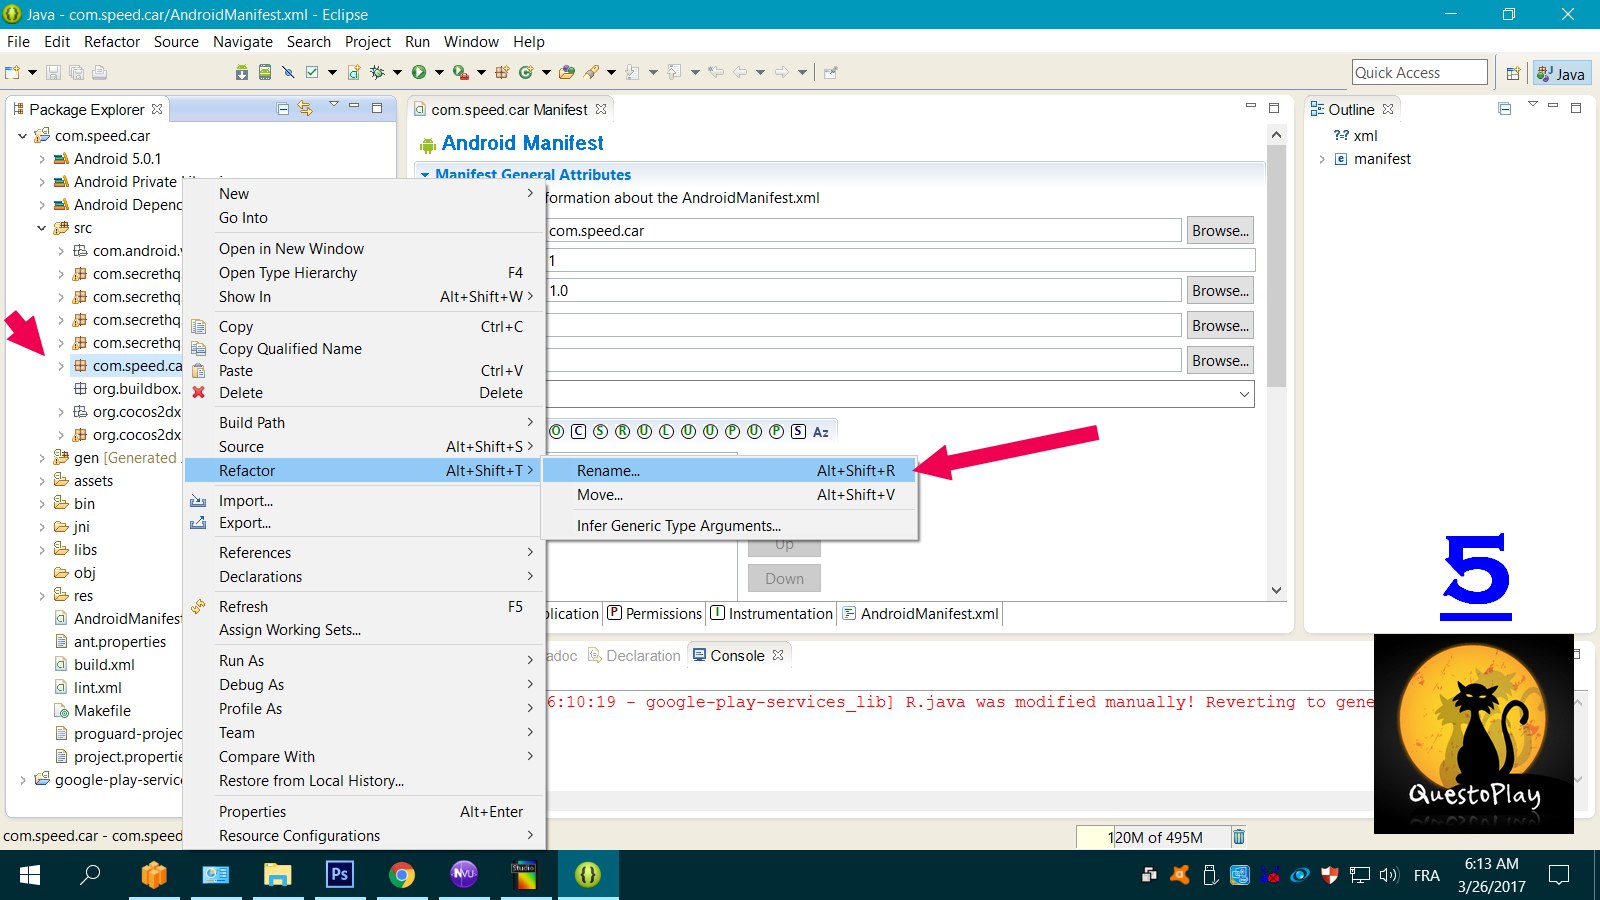 Java - com.speed.car/AndroidManifest.xml - Eclipse
File Edit Refactor Source Navigate Search Project Run Window Help
Quick Access
Java
Package Explorer
com.speed.car
Android 5.0.1
Android Private
Android Depenc
src
com.android.
com.secrethq
com.secrethq
com.secrethq
com.secrethq
com.speed.ca
org.buildbox.
org.cocos2dx
org.cocos2dx
gen [Generated
assets
bin
jni
libs
obj
res
AndroidManifest
ant.properties
build.xml
lint.xml
Makefile
proguard-projec
project.propertie
google-play-servic
New
Go Into
Open in New Window
Open Type Hierarchy F4
Show In Alt+Shift+W
Copy Ctrl+C
Copy Qualified Name
Paste Ctrl+V
Delete Delete
Build Path
Source Alt+Shift+S
Refactor Alt+Shift+T
Import...
Export...
References
Declarations
Refresh F5
Assign Working Sets...
Run As
Debug As
Profile As
Team
Compare With
Restore from Local History...
Properties Alt+Enter
Resource Configurations
Rename... Alt+Shift+R
Move... Alt+Shift+V
Infer Generic Type Arguments...
com.speed.car Manifest
Android Manifest
Manifest General Attributes
formation about the AndroidManifest.xml
com.speed.car Browse...
1
1.0 Browse...
Browse...
Browse...
O C S R U L U U P U P S Az
Up
Down
lication P Permissions I Instrumentation AndroidManifest.xml
adoc Declaration Console
6:10:19 - google-play-services_lib] R.java was modified manually! Reverting to gene
Outline
?=? xml
e manifest
5
QuestoPlay
com.speed.car - com.speed
120M of 495M
Ps
NVU
Studio
FRA
6:13 AM
3/26/2017